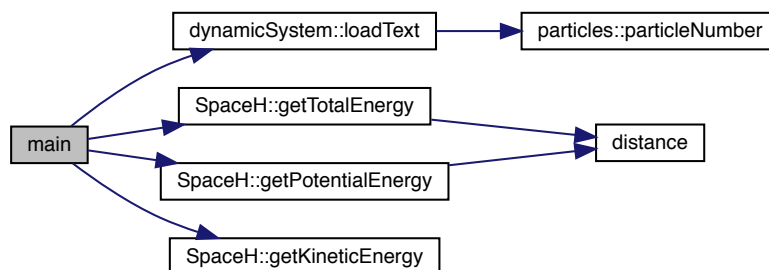 dynamicSystem::loadText
particles::particleNumber
SpaceH::getTotalEnergy
main
distance
SpaceH::getPotentialEnergy
SpaceH::getKineticEnergy